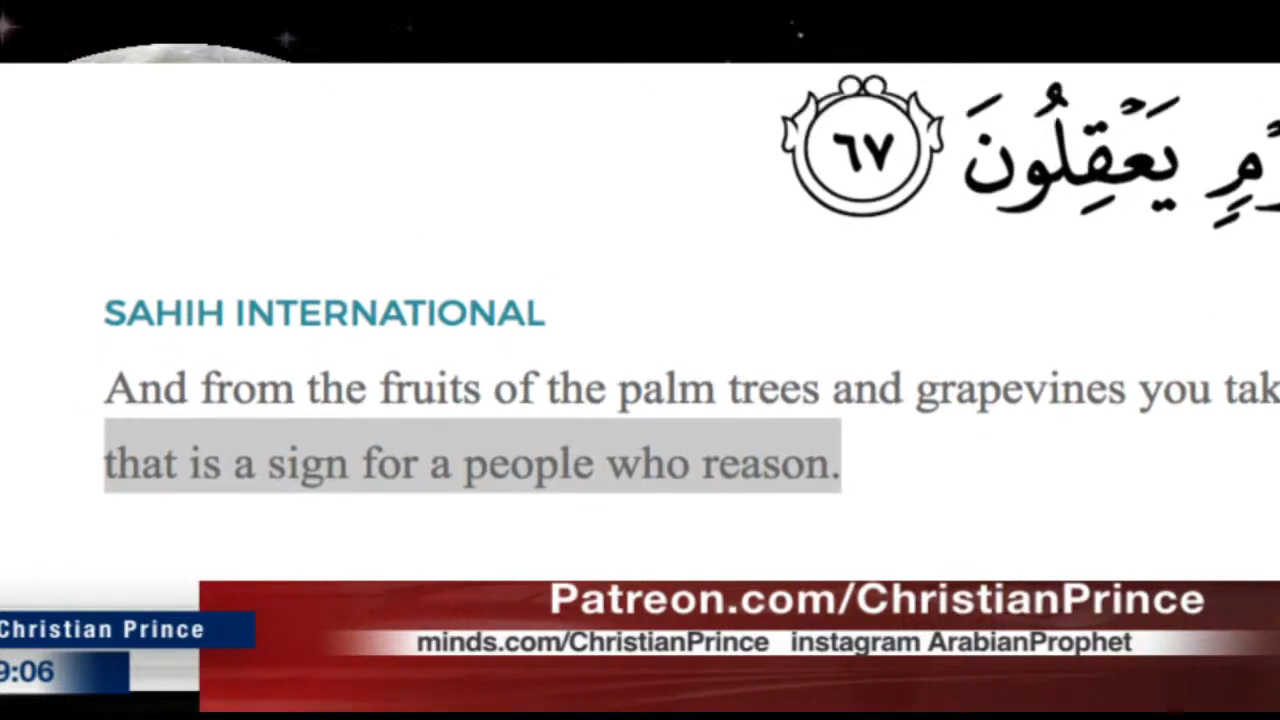 يَعْقِلُونَ ٦٧
SAHIH INTERNATIONAL
And from the fruits of the palm trees and grapevines you tak
that is a sign for a people who reason.
Patreon.com/ChristianPrince
Christian Prince
minds.com/ChristianPrince instagram ArabianProphet
9:06